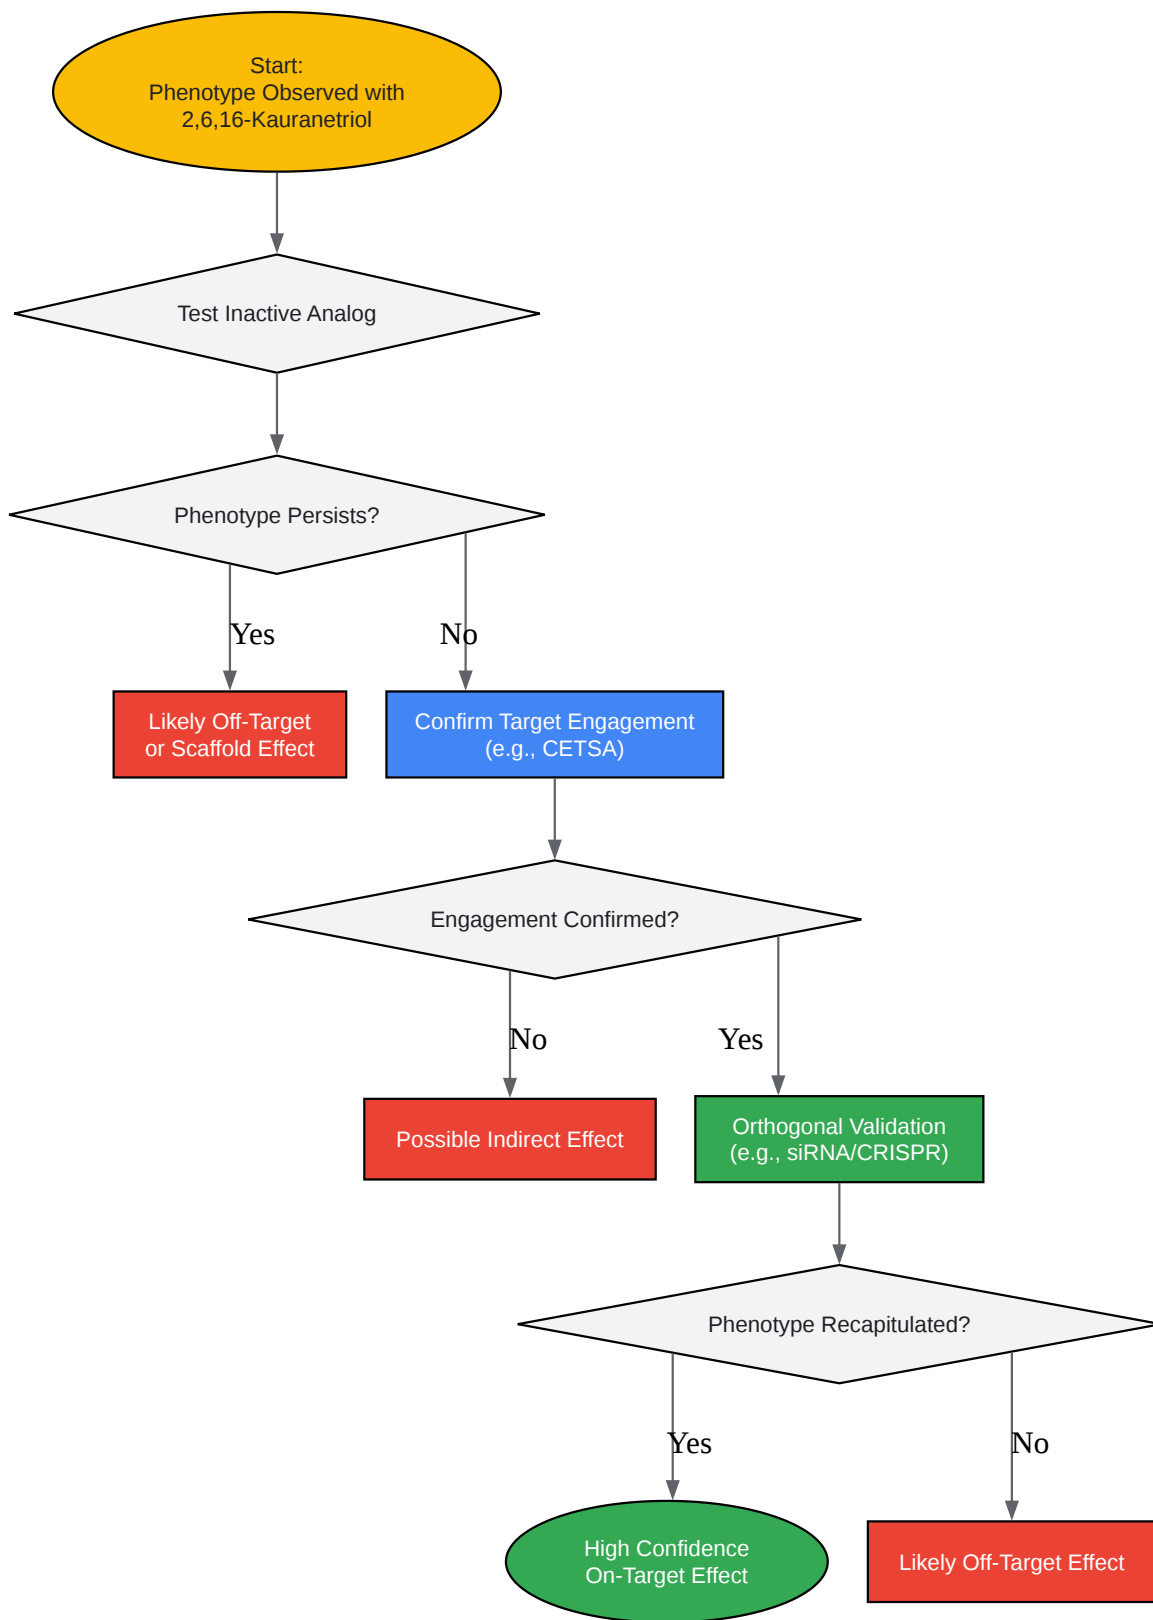 Start:
Phenotype Observed with
2,6,16-Kauranetriol
Test Inactive Analog
Phenotype Persists?
Yes
No
Likely Off-Target
or Scaffold Effect
Confirm Target Engagement
(e.g., CETSA)
Engagement Confirmed?
No
Yes
Possible Indirect Effect
Orthogonal Validation
(e.g., siRNA/CRISPR)
Phenotype Recapitulated?
Yes
No
High Confidence
On-Target Effect
Likely Off-Target Effect